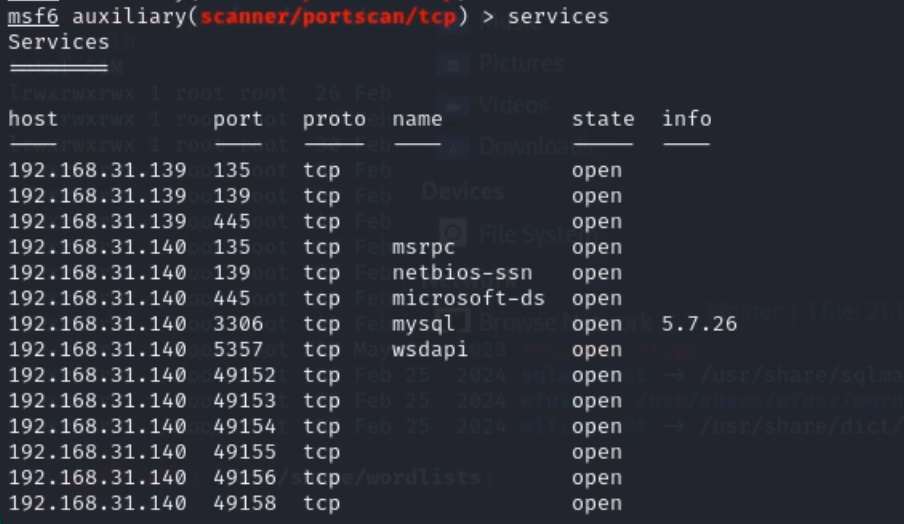 msf6 auxiliary(scanner/portscan/tcp) > services
Services
========
host port proto name state info
---- ---- ----- ---- ----- ----
192.168.31.139 135 tcp open
192.168.31.139 139 tcp open
192.168.31.139 445 tcp open
192.168.31.140 135 tcp msrpc open
192.168.31.140 139 tcp netbios-ssn open
192.168.31.140 445 tcp microsoft-ds open
192.168.31.140 3306 tcp mysql open 5.7.26
192.168.31.140 5357 tcp wsdapi open
192.168.31.140 49152 tcp open
192.168.31.140 49153 tcp open
192.168.31.140 49154 tcp open
192.168.31.140 49155 tcp open
192.168.31.140 49156 tcp open
192.168.31.140 49158 tcp open
Pictures
Videos
Devices
File System